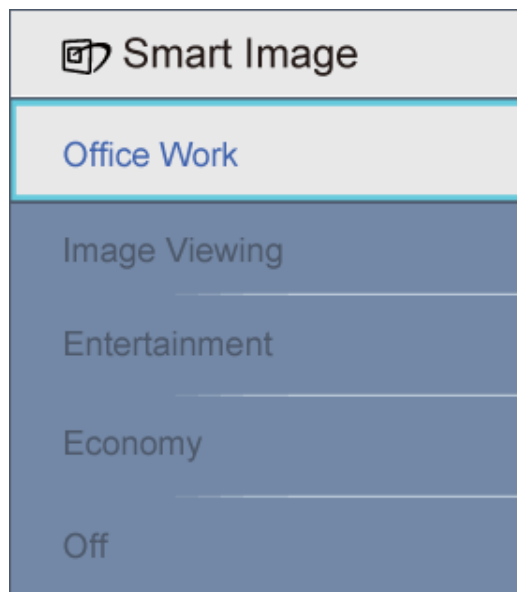 Smart Image
Office Work
Image Viewing
Entertainment
Economy
Off